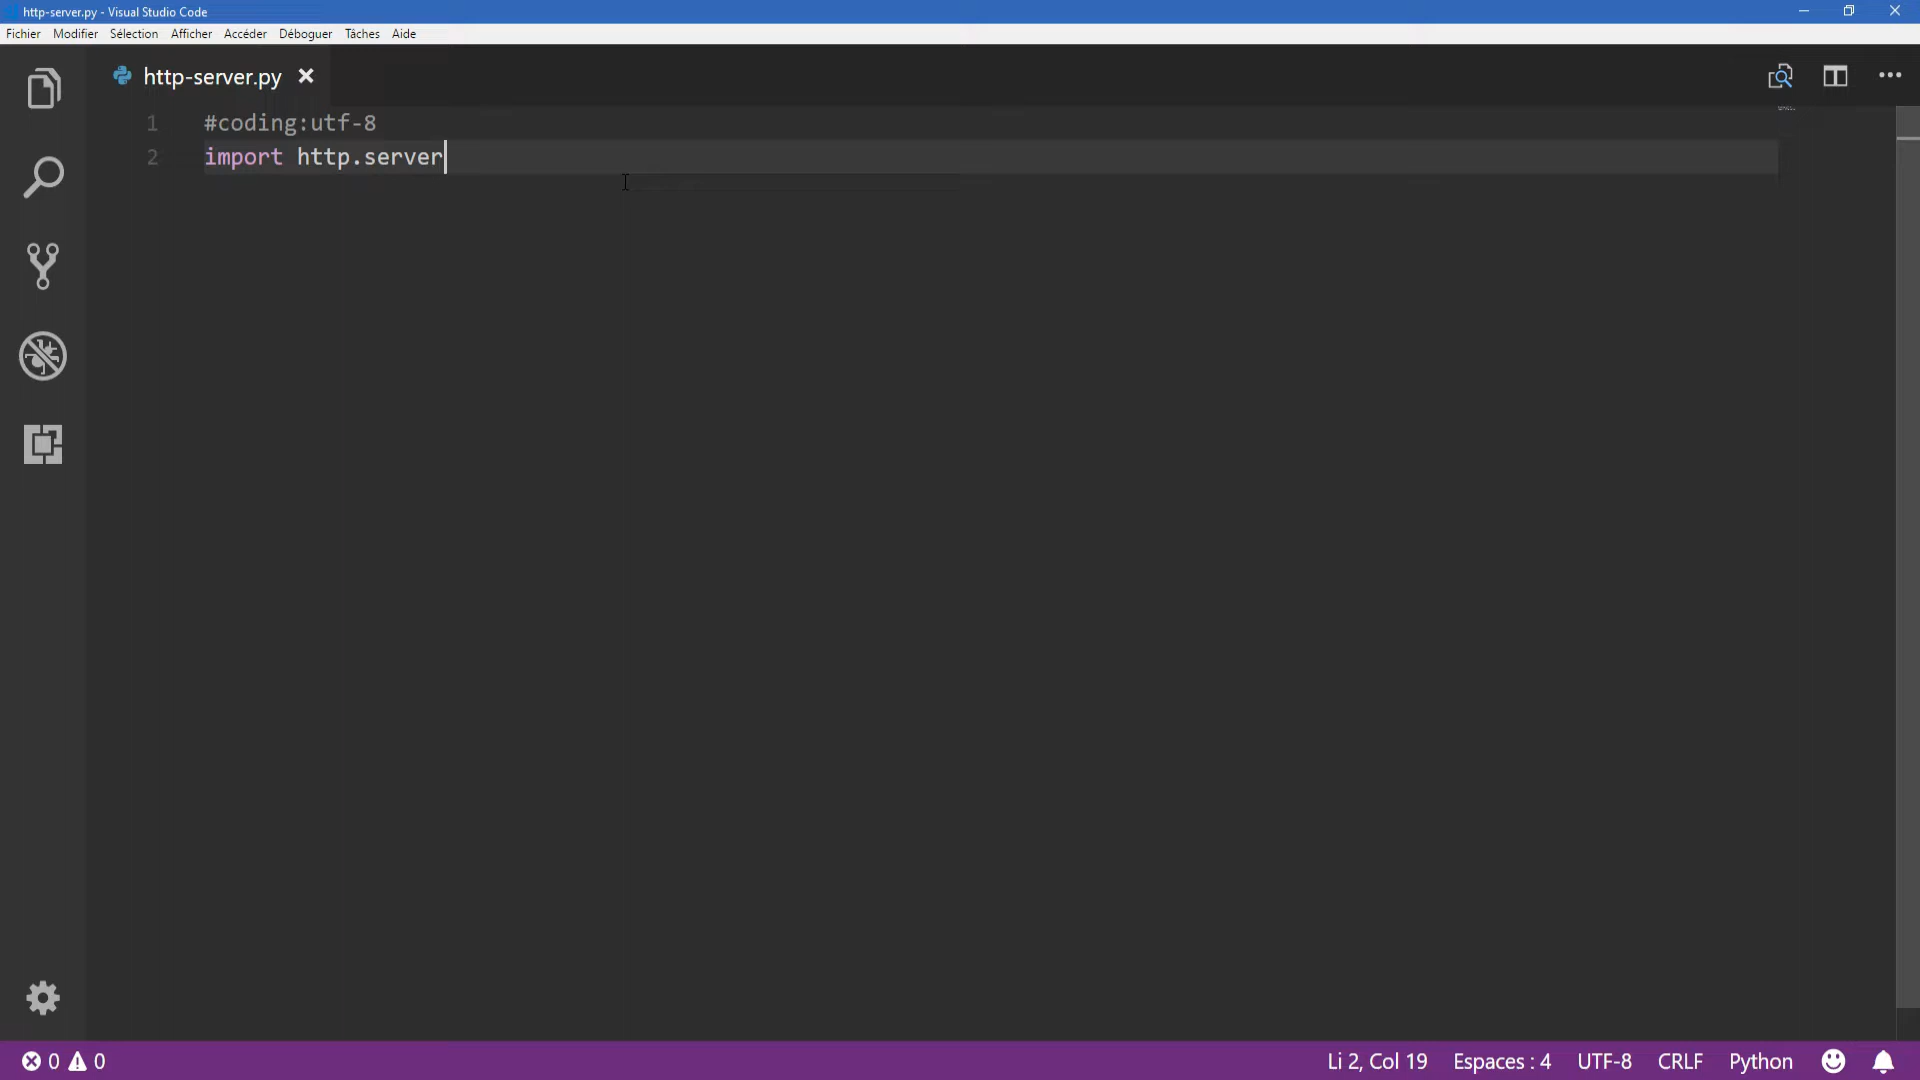 http-server.py - Visual Studio Code
Fichier Modifier Sélection Afficher Accéder Déboguer Tâches Aide
http-server.py
1 #coding:utf-8
2 import http.server
0 0 Li 2, Col 19 Espaces : 4 UTF-8 CRLF Python